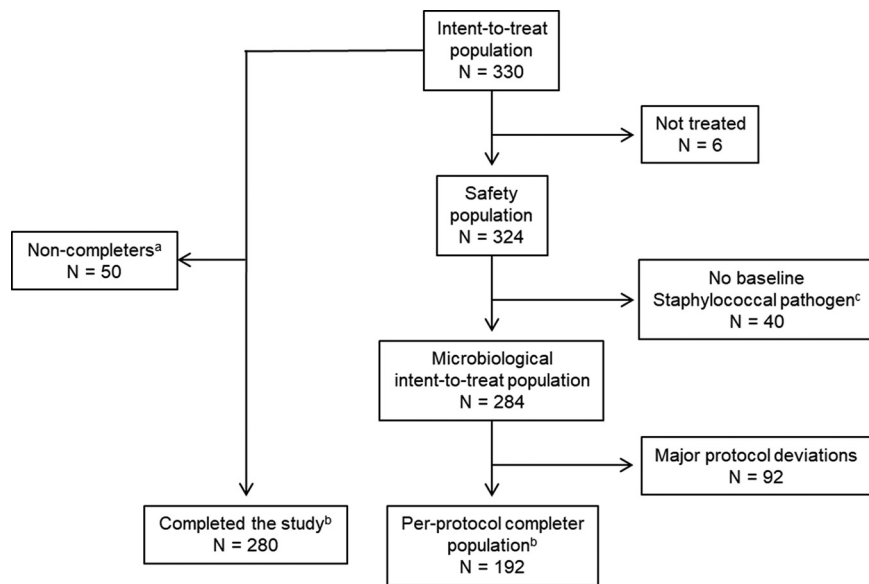 Intent-to-treat
population
N = 330
Not treated
N = 6
Safety
population
N = 324
Non-completersᵃ
N = 50
No baseline
Staphylococcal pathogenᶜ
N = 40
Microbiological
intent-to-treat population
N = 284
Major protocol deviations
N = 92
Completed the studyᵇ
N = 280
Per-protocol completer
populationᵇ
N = 192